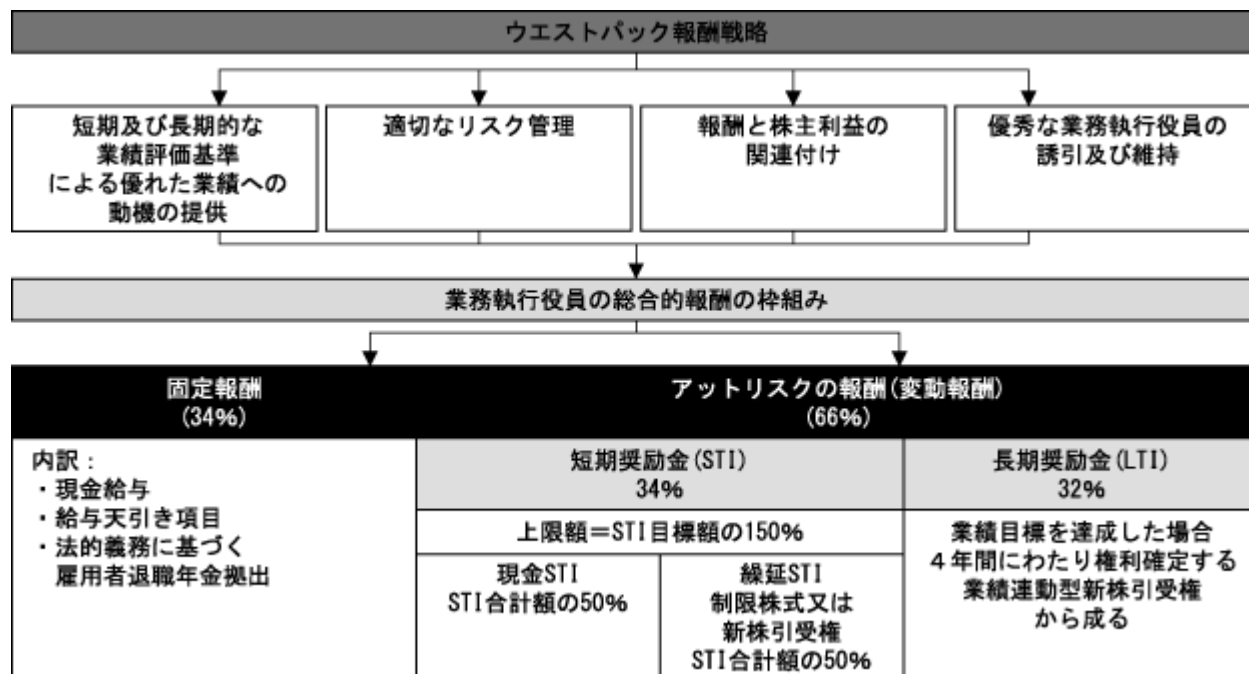 ウエストパック報酬戦略
短期及び長期的な
業績評価基準
による優れた業績への
動機の提供
適切なリスク管理
報酬と株主利益の
関連付け
優秀な業務執行役員の
誘引及び維持
業務執行役員の総合的報酬の枠組み
固定報酬
(34%)
アットリスクの報酬(変動報酬)
(66%)
内訳：
・現金給与
・給与天引き項目
・法的義務に基づく
雇用者退職年金拠出
短期奨励金(STI)
34%
上限額＝STI目標額の150%
現金STI
STI合計額の50%
繰延STI
制限株式又は
新株引受権
STI合計額の50%
長期奨励金(LTI)
32%
業績目標を達成した場合
４年間にわたり権利確定する
業績連動型新株引受権
から成る